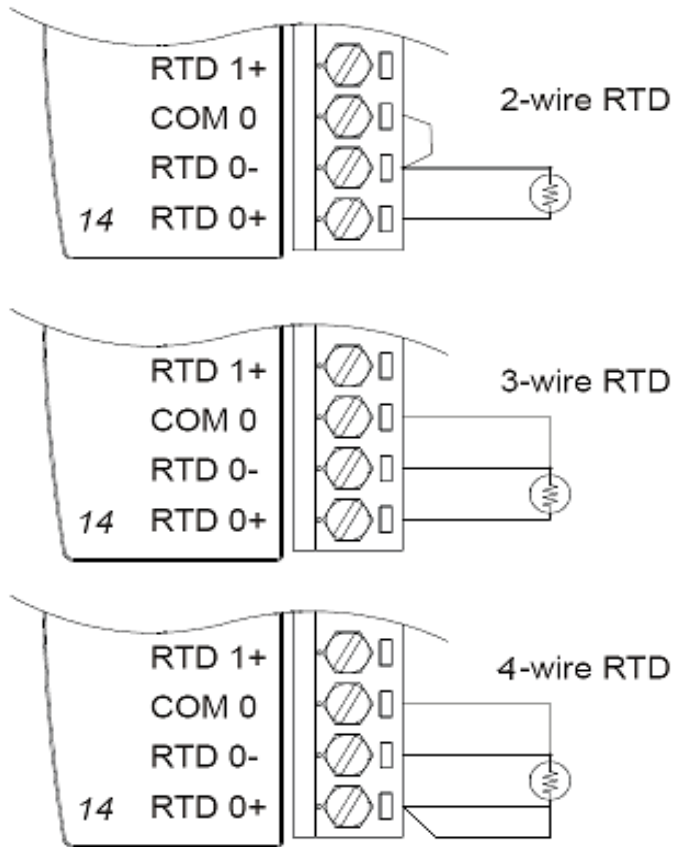 RTD 1+
COM 0
RTD 0-
14 RTD 0+
2-wire RTD
RTD 1+
COM 0
RTD 0-
14 RTD 0+
3-wire RTD
RTD 1+
COM 0
RTD 0-
14 RTD 0+
4-wire RTD